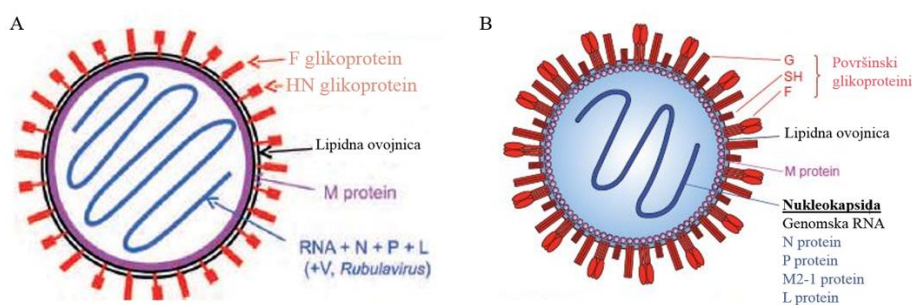 A
F glikoprotein
HN glikoprotein
Lipidna ovojnica
M protein
RNA + N + P + L
(+V, Rubulavirus)
B
G
SH
F
Površinski
glikoproteini
Lipidna ovojnica
M protein
Nukleokapsida
Genomska RNA
N protein
P protein
M2-1 protein
L protein